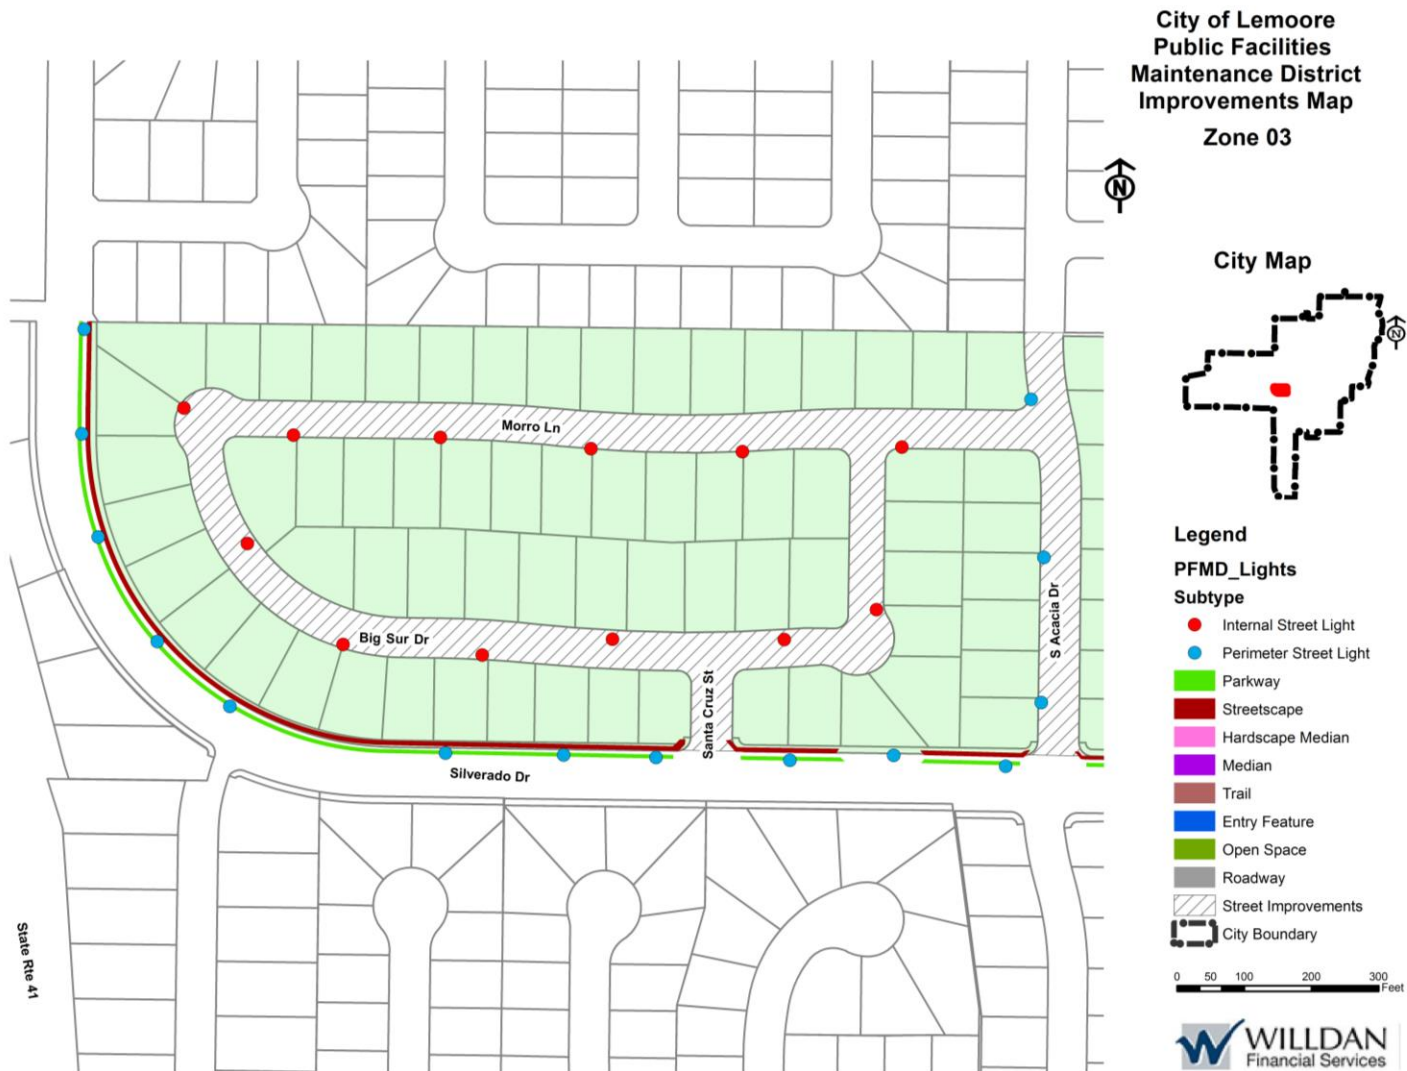 City of Lemoore
Public Facilities
Maintenance District
Improvements Map
Zone 03
N
City Map
N
Morro Ln
Big Sur Dr
Santa Cruz St
S Acacia Dr
Silverado Dr
State Rte 41
Legend
PFMD_Lights
Subtype
Internal Street Light
Perimeter Street Light
Parkway
Streetscape
Hardscape Median
Median
Trail
Entry Feature
Open Space
Roadway
Street Improvements
City Boundary
0 50 100 200 300
Feet
WILLDAN
Financial Services